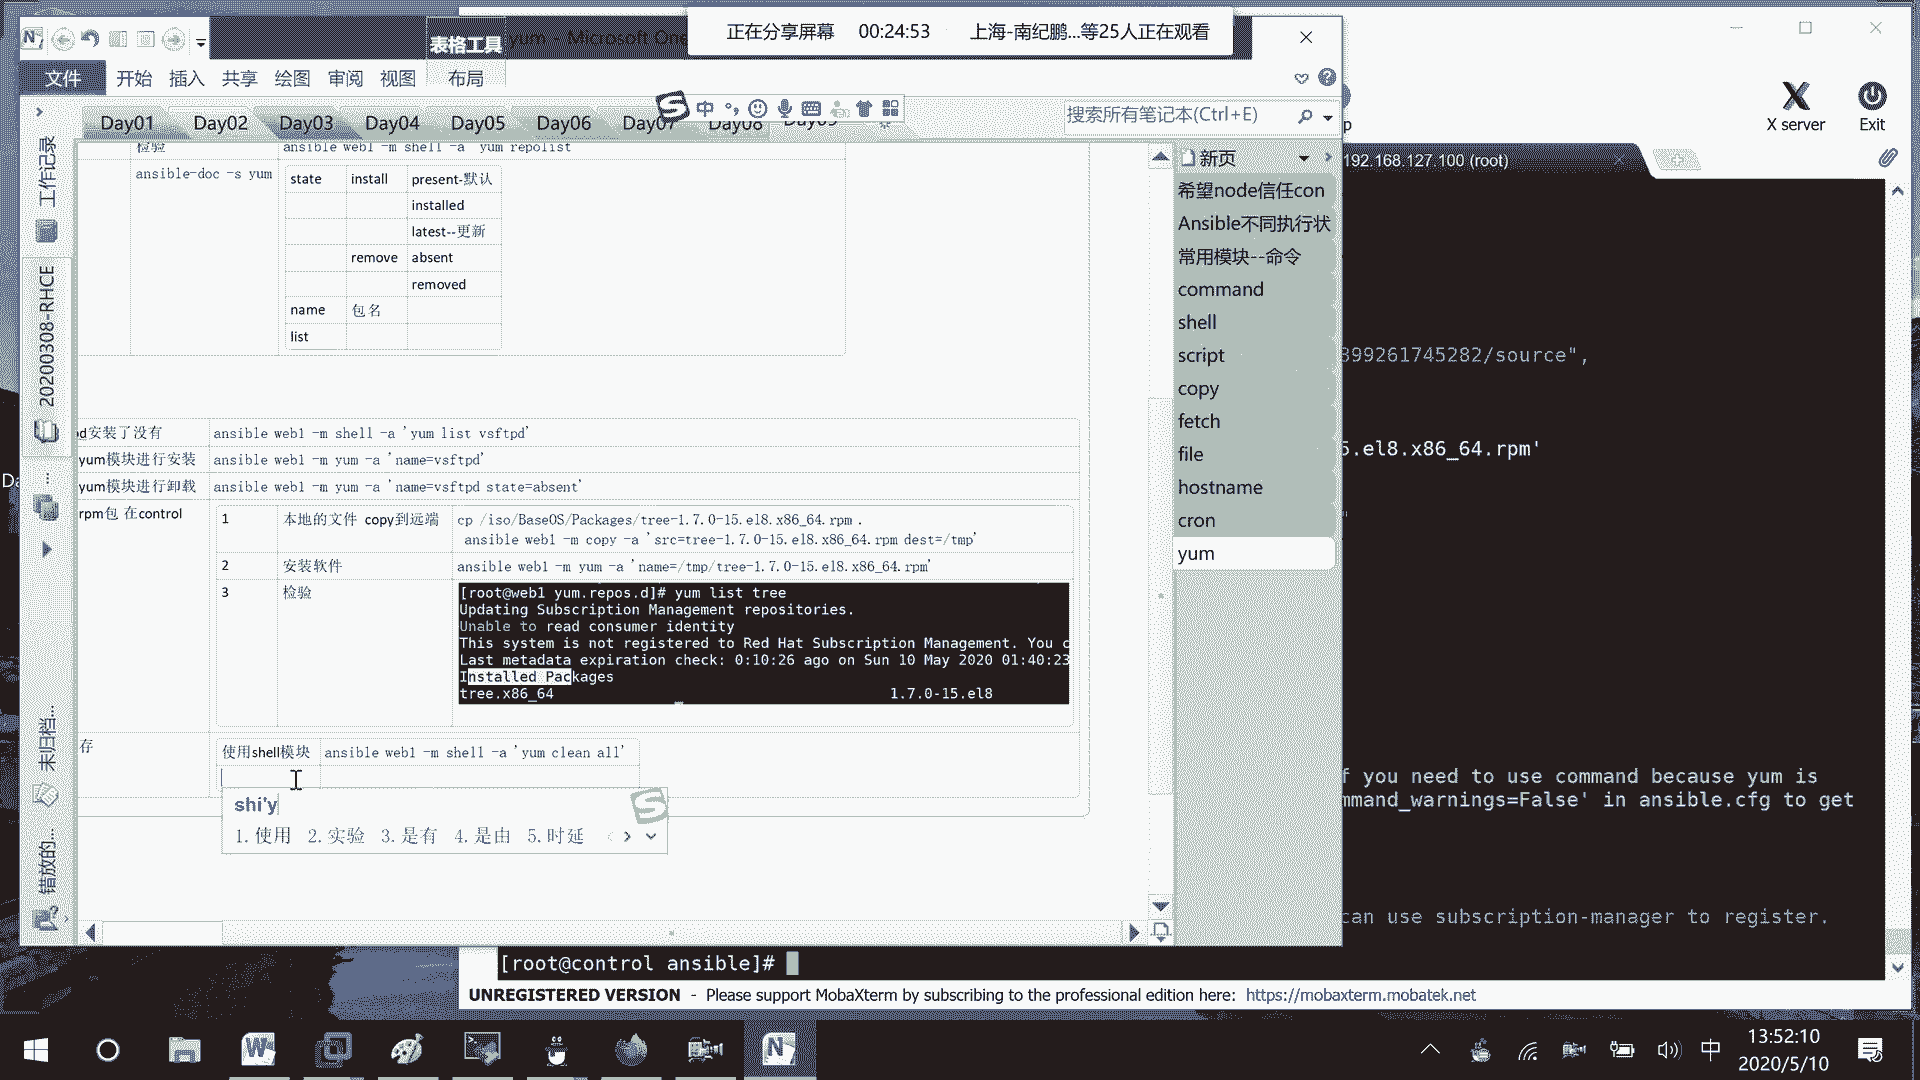 正在分享屏幕 00:24:53 上海-南纪鹏...等25人正在观看
表格工具 yum - Microsoft One
文件 开始 插入 共享 绘图 审阅 视图 布局
中
Day01 Day02 Day03 Day04 Day05 Day06 Day07 Day08
搜索所有笔记本(Ctrl+E)
X server Exit
192.168.127.100 (root)
工作记录
20200308-RHCE
未归档...
错放的...
检验 ansible web1 -m shell -a 'yum repolist
ansible-doc -s yum
state install present-默认
installed
latest--更新
remove absent
removed
name 包名
list
安装了没有 ansible web1 -m shell -a 'yum list vsftpd'
yum模块进行安装 ansible web1 -m yum -a 'name=vsftpd'
yum模块进行卸载 ansible web1 -m yum -a 'name=vsftpd state=absent'
rpm包 在control
1 本地的文件 copy到远端 cp /iso/BaseOS/Packages/tree-1.7.0-15.el8.x86_64.rpm .
ansible web1 -m copy -a 'src=tree-1.7.0-15.el8.x86_64.rpm dest=/tmp'
2 安装软件 ansible web1 -m yum -a 'name=/tmp/tree-1.7.0-15.el8.x86_64.rpm'
3 检验
[root@web1 yum.repos.d]# yum list tree
Updating Subscription Management repositories.
Unable to read consumer identity
This system is not registered to Red Hat Subscription Management. You c
Last metadata expiration check: 0:10:26 ago on Sun 10 May 2020 01:40:23
Installed Packages
tree.x86_64 1.7.0-15.el8
存
使用shell模块 ansible web1 -m shell -a 'yum clean all'
shi'y
1.使用 2.实验 3.是有 4.是由 5.时延
新页
希望node信任con
Ansible不同执行状
常用模块--命令
command
shell
script
copy
fetch
file
hostname
cron
yum
399261745282/source",
5.el8.x86_64.rpm'
f you need to use command because yum is
mmand_warnings=False' in ansible.cfg to get
can use subscription-manager to register.
[root@control ansible]#
UNREGISTERED VERSION - Please support MobaXterm by subscribing to the professional edition here: https://mobaxterm.mobatek.net
中
13:52:10
2020/5/10